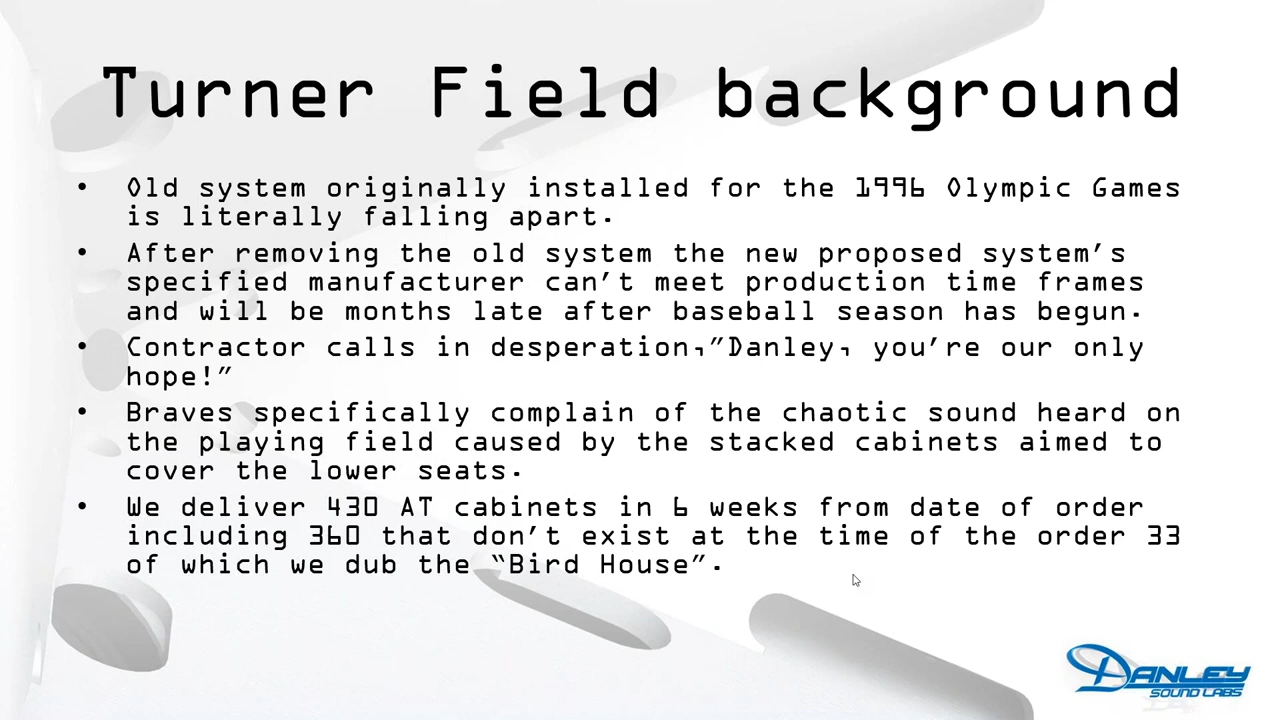 Turner Field background
• Old system originally installed for the 1996 Olympic Games
is literally falling apart.
• After removing the old system the new proposed system's
specified manufacturer can't meet production time frames
and will be months late after baseball season has begun.
• Contractor calls in desperation,"Danley, you're our only
hope!"
• Braves specifically complain of the chaotic sound heard on
the playing field caused by the stacked cabinets aimed to
cover the lower seats.
• We deliver 430 AT cabinets in 6 weeks from date of order
including 360 that don't exist at the time of the order 33
of which we dub the “Bird House”.
DANLEY
SOUND LABS